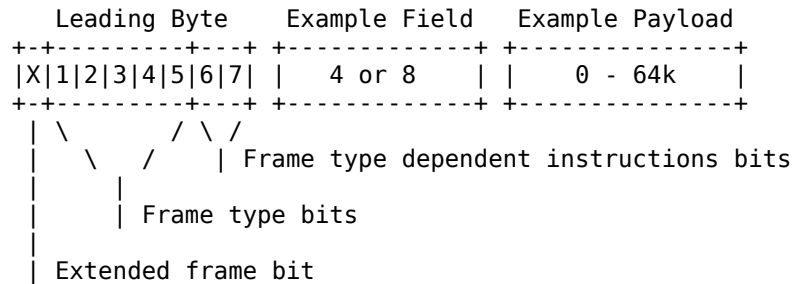 Leading Byte    Example Field   Example Payload
+-+---------+---+ +-------------+ +---------------+
|X|1|2|3|4|5|6|7| |   4 or 8    | |    0 - 64k    |
+-+---------+---+ +-------------+ +---------------+
 | \       / \ /
 |   \   /    | Frame type dependent instructions bits
 |     |
 |     | Frame type bits
 |
 | Extended frame bit